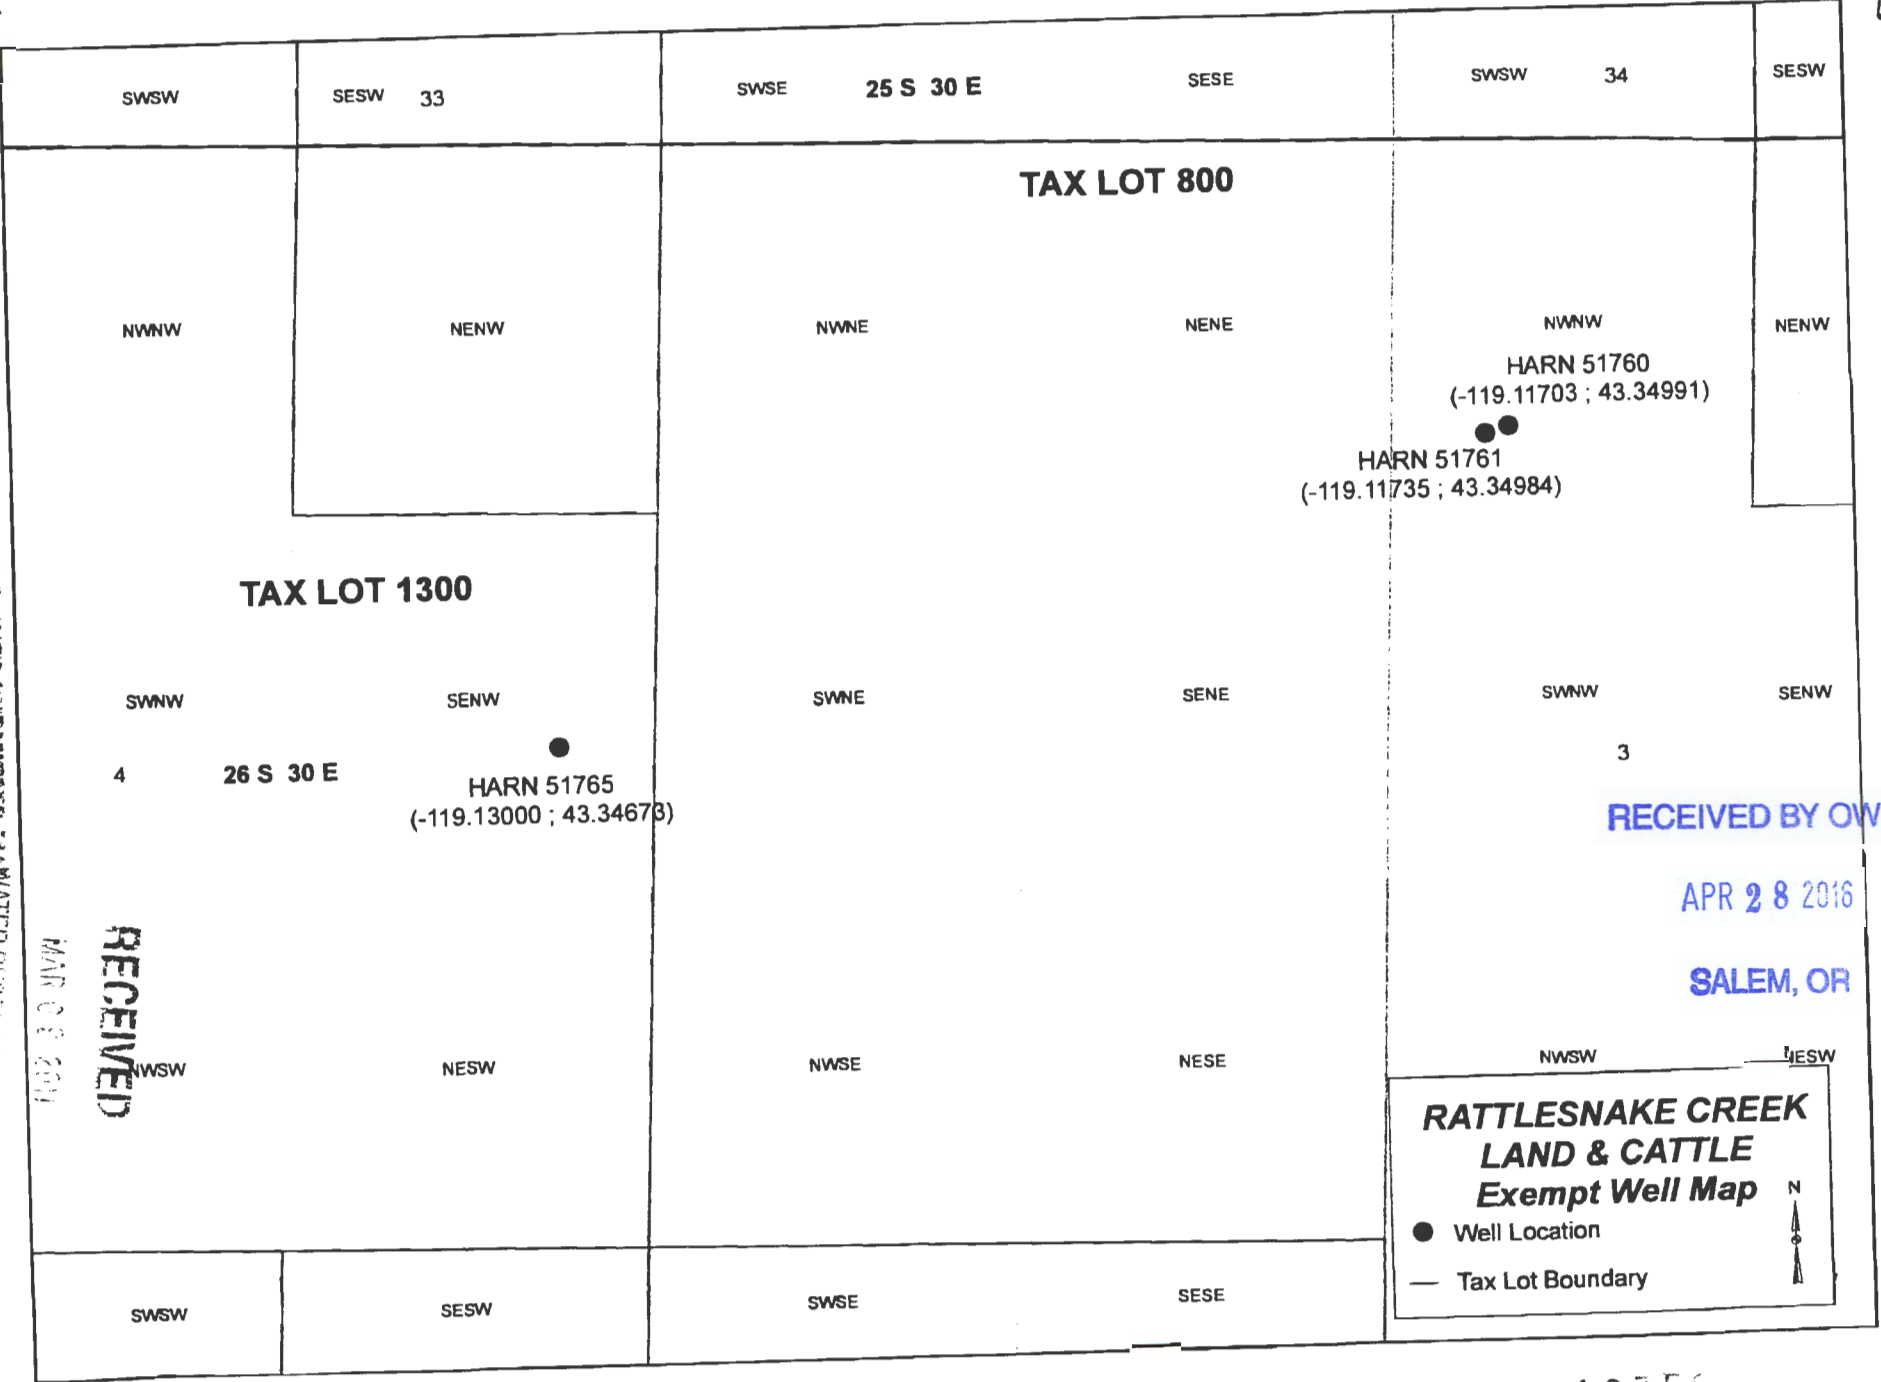 SWSW SESW 33 SWSE 25 S 30 E SESE SWSW 34 SESW
TAX LOT 800
NWNW NENW NWNE NENE NWNW NENW
HARN 51760
(-119.11703 ; 43.34991)
HARN 51761
(-119.11735 ; 43.34984)
TAX LOT 1300
SWNW SENW SWNE SENE SWNW SENW
3
4 26 S 30 E
HARN 51765
(-119.13000 ; 43.34673)
RECEIVED BY OW
APR 28 2016
SALEM, OR
RECEIVED
MAR
NWSW NESW NWSE NESE NWSW NESW
RATTLESNAKE CREEK
LAND & CATTLE
Exempt Well Map
N
Well Location
Tax Lot Boundary
SWSW SESW SWSE SESE